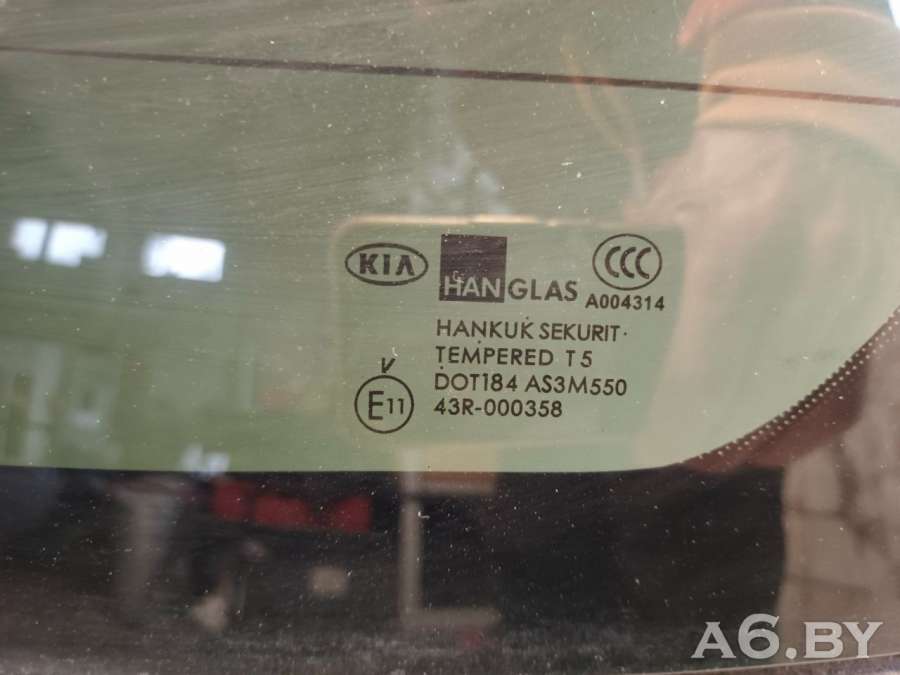 KIA
HANGLAS
CCC
A004314
HANKUK SEKURIT
TEMPERED T5
DOT184 AS3M550
43R-000358
V
E11
A6.BY